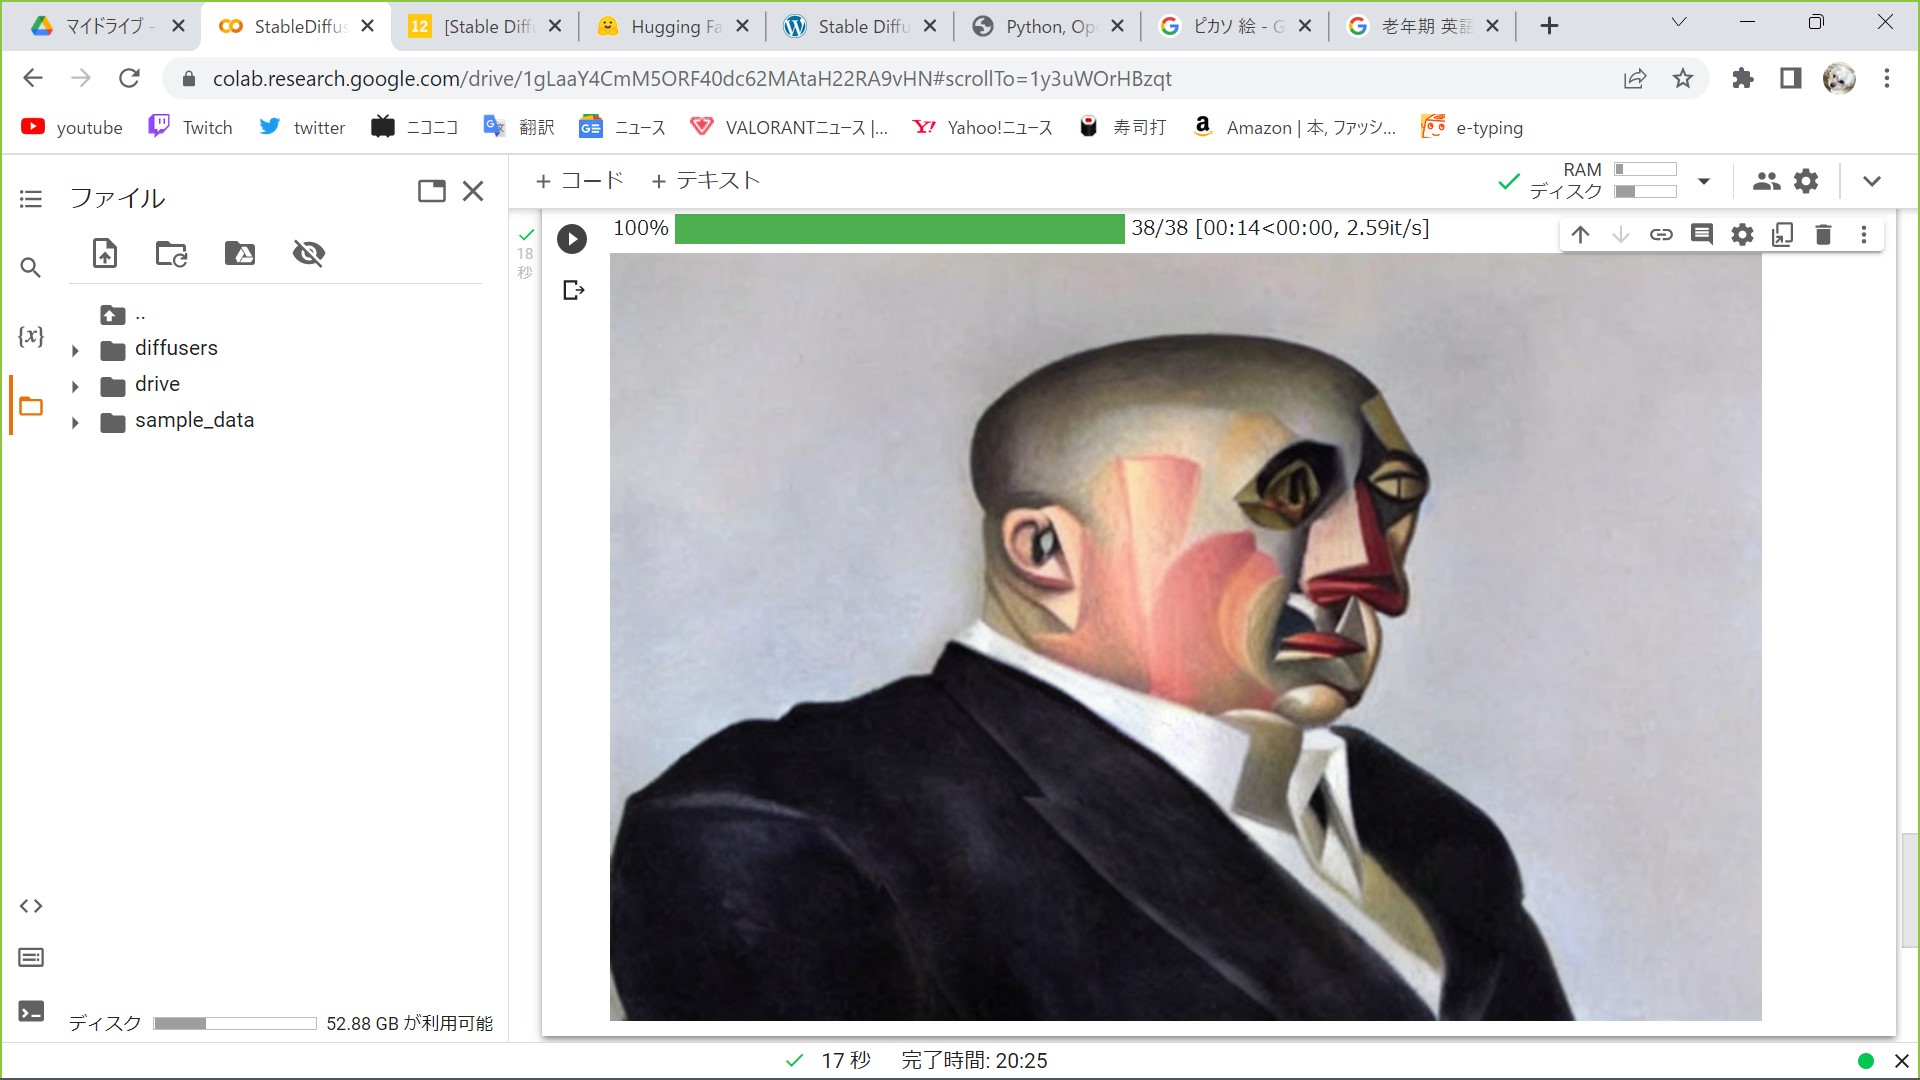 マイドライブ -
StableDiffus
12
[Stable Diffu
Hugging Fa
Stable Diffu
Python, Op
ピカソ 絵 - G
老年期 英語
colab.research.google.com/drive/1gLaaY4CmM5ORF40dc62MAtaH22RA9vHN#scrollTo=1y3uWOrHBzqt
youtube
Twitch
twitter
ニコニコ
翻訳
ニュース
VALORANTニュース |...
Yahoo!ニュース
寿司打
Amazon | 本, ファッシ...
e-typing
ファイル
+ コード + テキスト
RAM
ディスク
100% 38/38 [00:14<00:00, 2.59it/s]
18
秒
{x}
..
diffusers
drive
sample_data
ディスク 52.88 GB が利用可能
17 秒 完了時間: 20:25